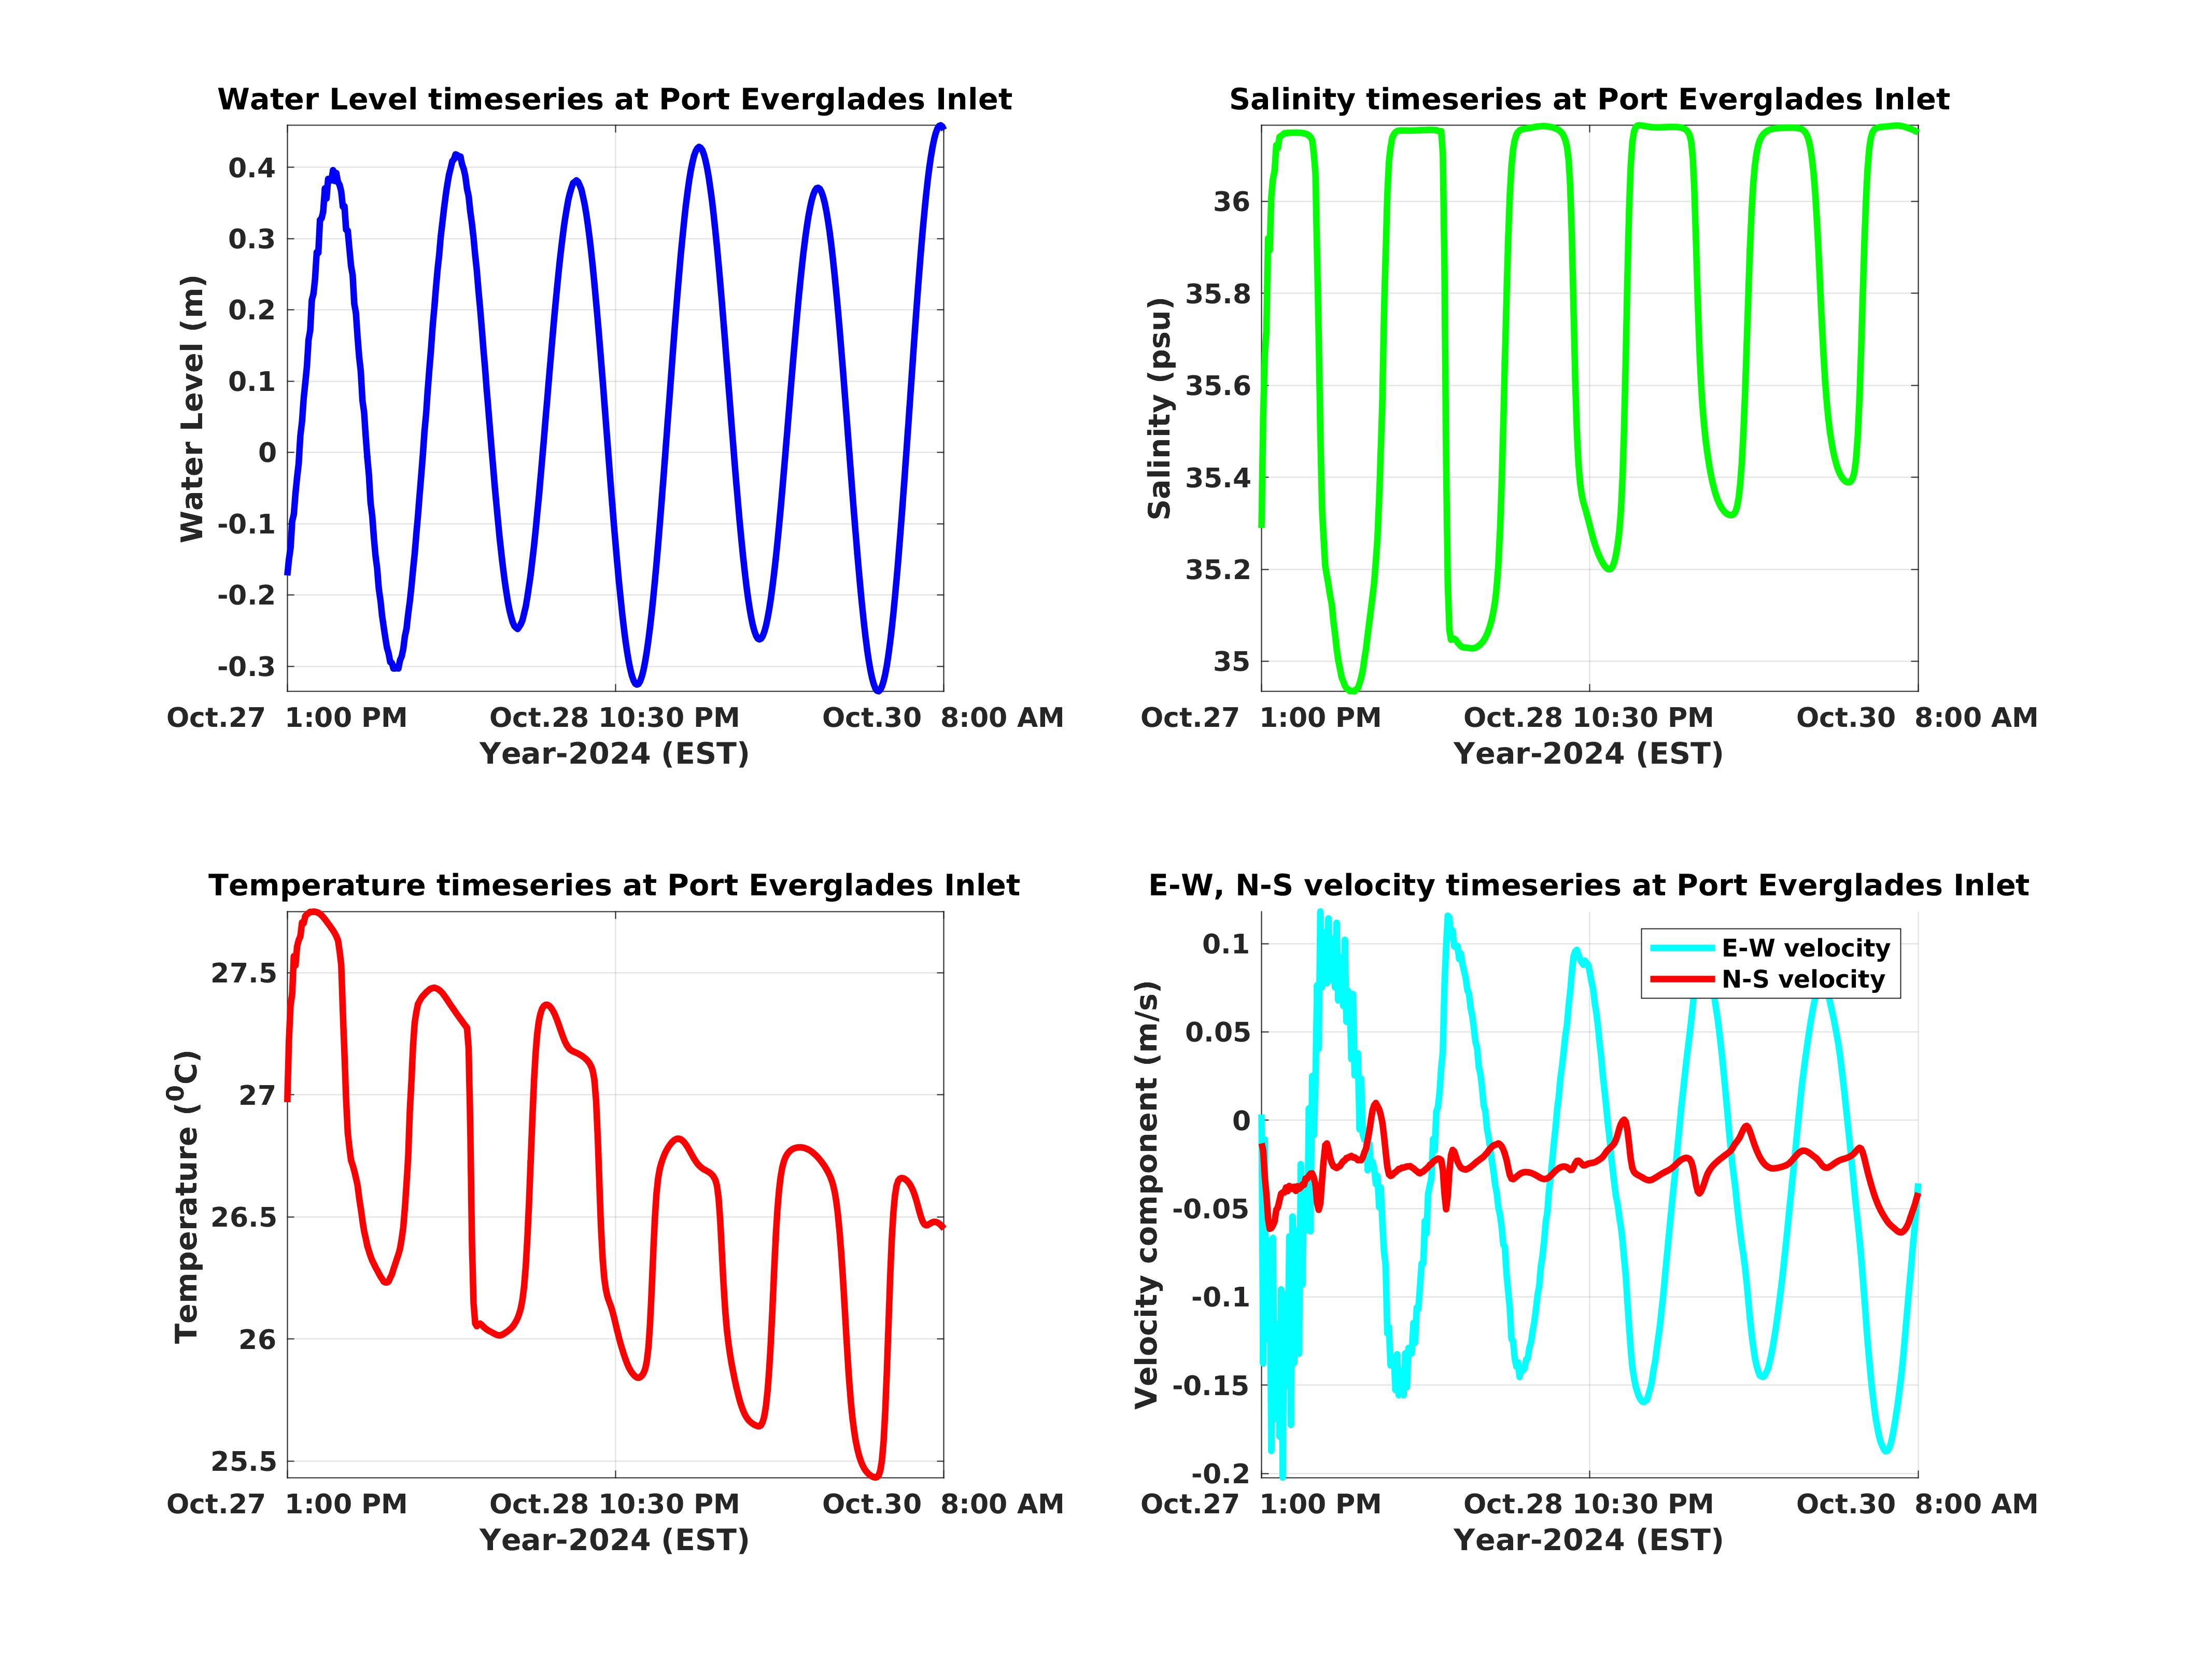 Water Level timeseries at Port Everglades Inlet
Water Level (m)
0.4
0.3
0.2
0.1
0
-0.1
-0.2
-0.3
Oct.27 1:00 PM Oct.28 10:30 PM Oct.30 8:00 AM
Year-2024 (EST)
Salinity timeseries at Port Everglades Inlet
Salinity (psu)
36
35.8
35.6
35.4
35.2
35
Oct.27 1:00 PM Oct.28 10:30 PM Oct.30 8:00 AM
Year-2024 (EST)
Temperature timeseries at Port Everglades Inlet
Temperature (⁰C)
27.5
27
26.5
26
25.5
Oct.27 1:00 PM Oct.28 10:30 PM Oct.30 8:00 AM
Year-2024 (EST)
E-W, N-S velocity timeseries at Port Everglades Inlet
Velocity component (m/s)
E-W velocity
N-S velocity
0.1
0.05
0
-0.05
-0.1
-0.15
-0.2
Oct.27 1:00 PM Oct.28 10:30 PM Oct.30 8:00 AM
Year-2024 (EST)